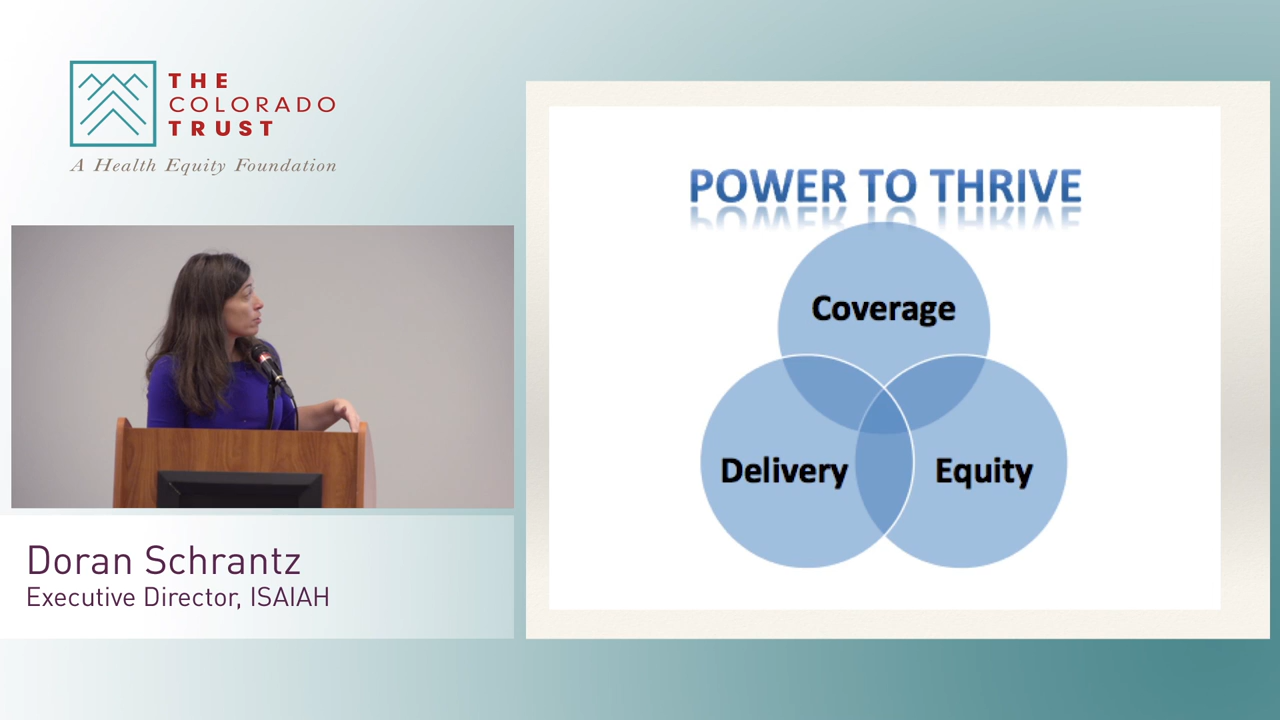 THE
COLORADO
TRUST
A Health Equity Foundation
Doran Schrantz
Executive Director, ISAIAH
POWER TO THRIVE
Coverage
Delivery
Equity